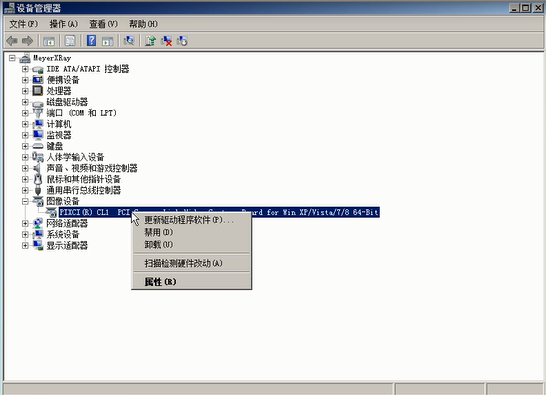 设备管理器
文件(F) 操作(A) 查看(V) 帮助(H)
MeyerXRay
IDE ATA/ATAPI 控制器
便携设备
处理器
磁盘驱动器
端口 (COM 和 LPT)
计算机
监视器
键盘
人体学输入设备
声音、视频和游戏控制器
鼠标和其他指针设备
通用串行总线控制器
图像设备
PIXCI(R) CL1 PCI Board for Win XP/Vista/7/8 64-Bit
网络适配器
系统设备
显示适配器
更新驱动程序软件(P)...
禁用(D)
卸载(U)
扫描检测硬件改动(A)
属性(R)